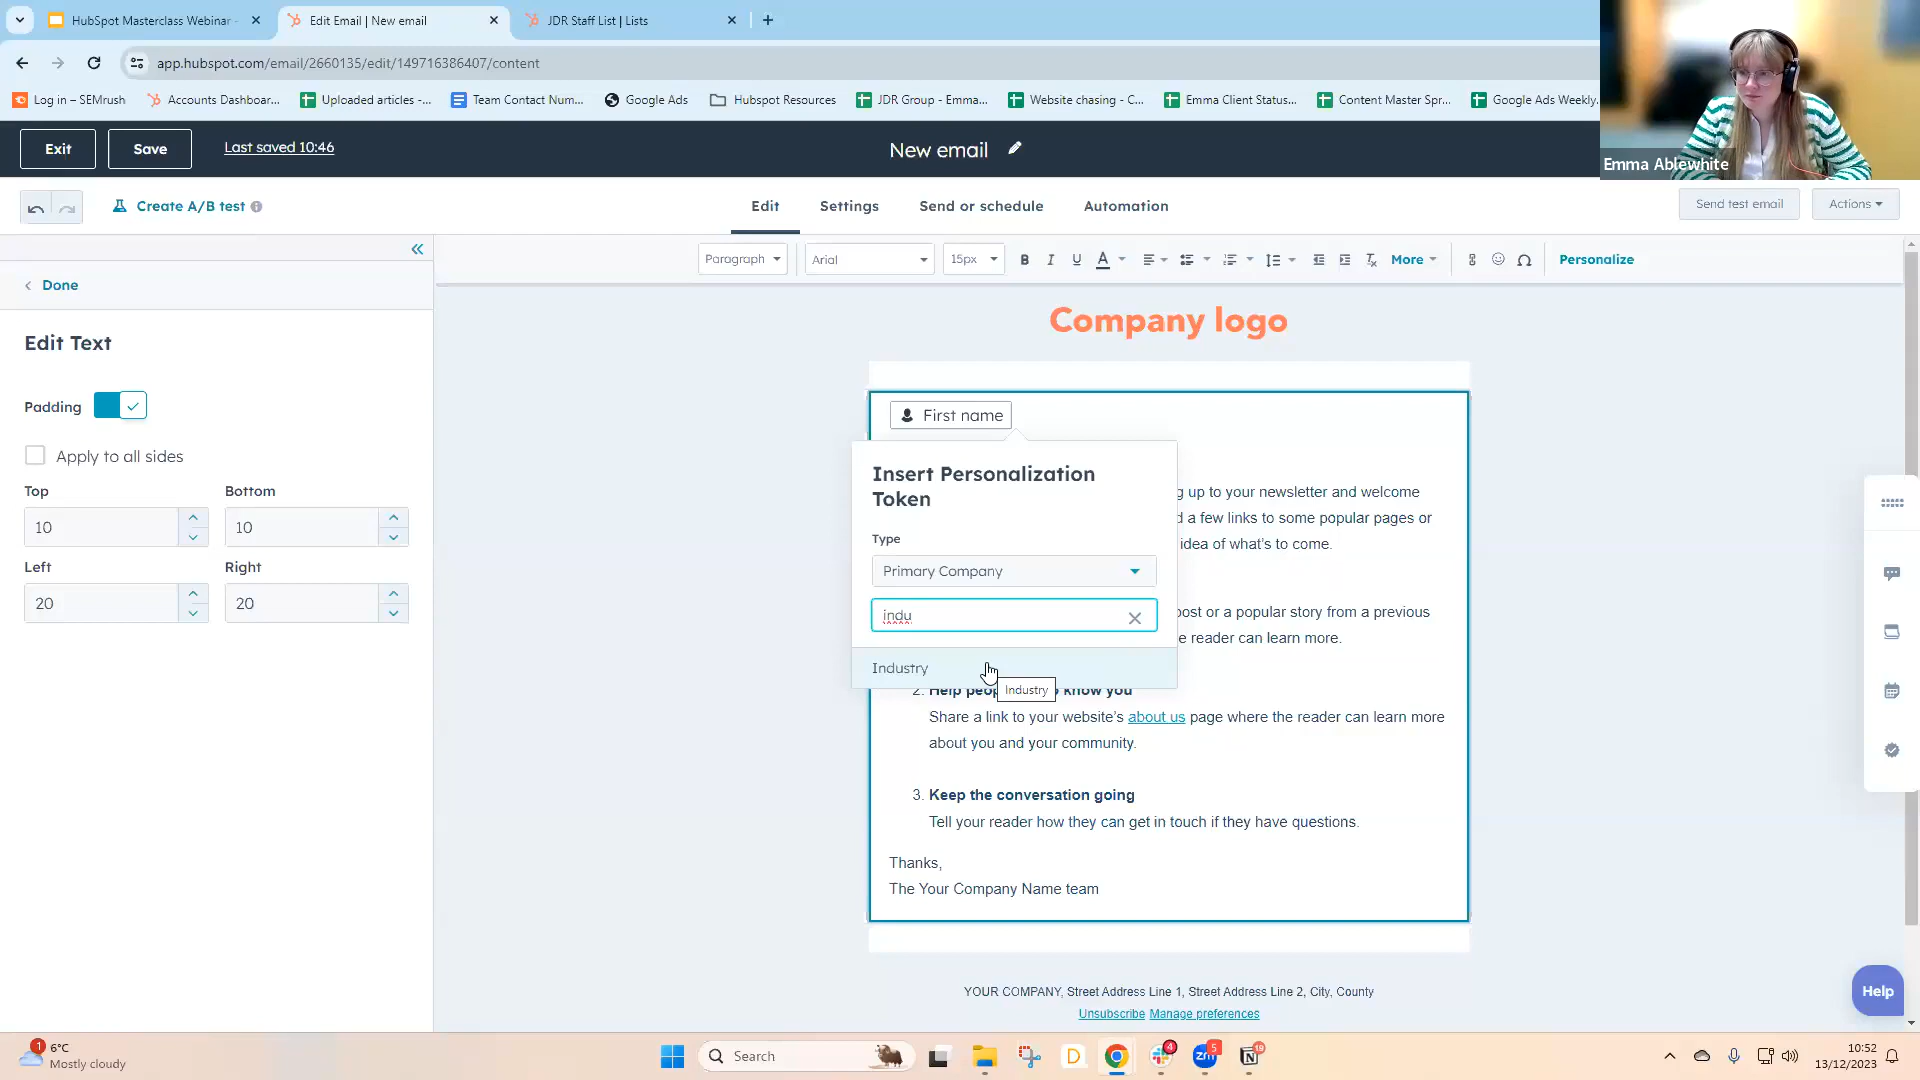 HubSpot Masterclass Webinar -
Edit Email | New email
JDR Staff List | Lists
app.hubspot.com/email/2660135/edit/149716386407/content
Log in – SEMrush
Accounts Dashboar...
Uploaded articles -...
Team Contact Num...
Google Ads
Hubspot Resources
JDR Group - Emma...
Website chasing - C...
Emma Client Status...
Content Master Spr...
Google Ads Weekly...
Emma Ablewhite
Exit
Save
Last saved 10:46
New email
Create A/B test
Edit
Settings
Send or schedule
Automation
Send test email
Actions
Paragraph
Arial
15px
B
I
U
A
More
Personalize
Done
Edit Text
Padding
Apply to all sides
Top
Bottom
10
10
Left
Right
20
20
Company logo
First name
Insert Personalization
Token
Type
Primary Company
indu
Industry
Industry
g up to your newsletter and welcome
d a few links to some popular pages or
idea of what's to come.
post or a popular story from a previous
e reader can learn more.
2. Help peop know you
Share a link to your website's about us page where the reader can learn more
about you and your community.
3. Keep the conversation going
Tell your reader how they can get in touch if they have questions.
Thanks,
The Your Company Name team
YOUR COMPANY, Street Address Line 1, Street Address Line 2, City, County
Unsubscribe Manage preferences
Help
1
6°C
Mostly cloudy
Search
D
4
zm
5
N
19
10:52
13/12/2023